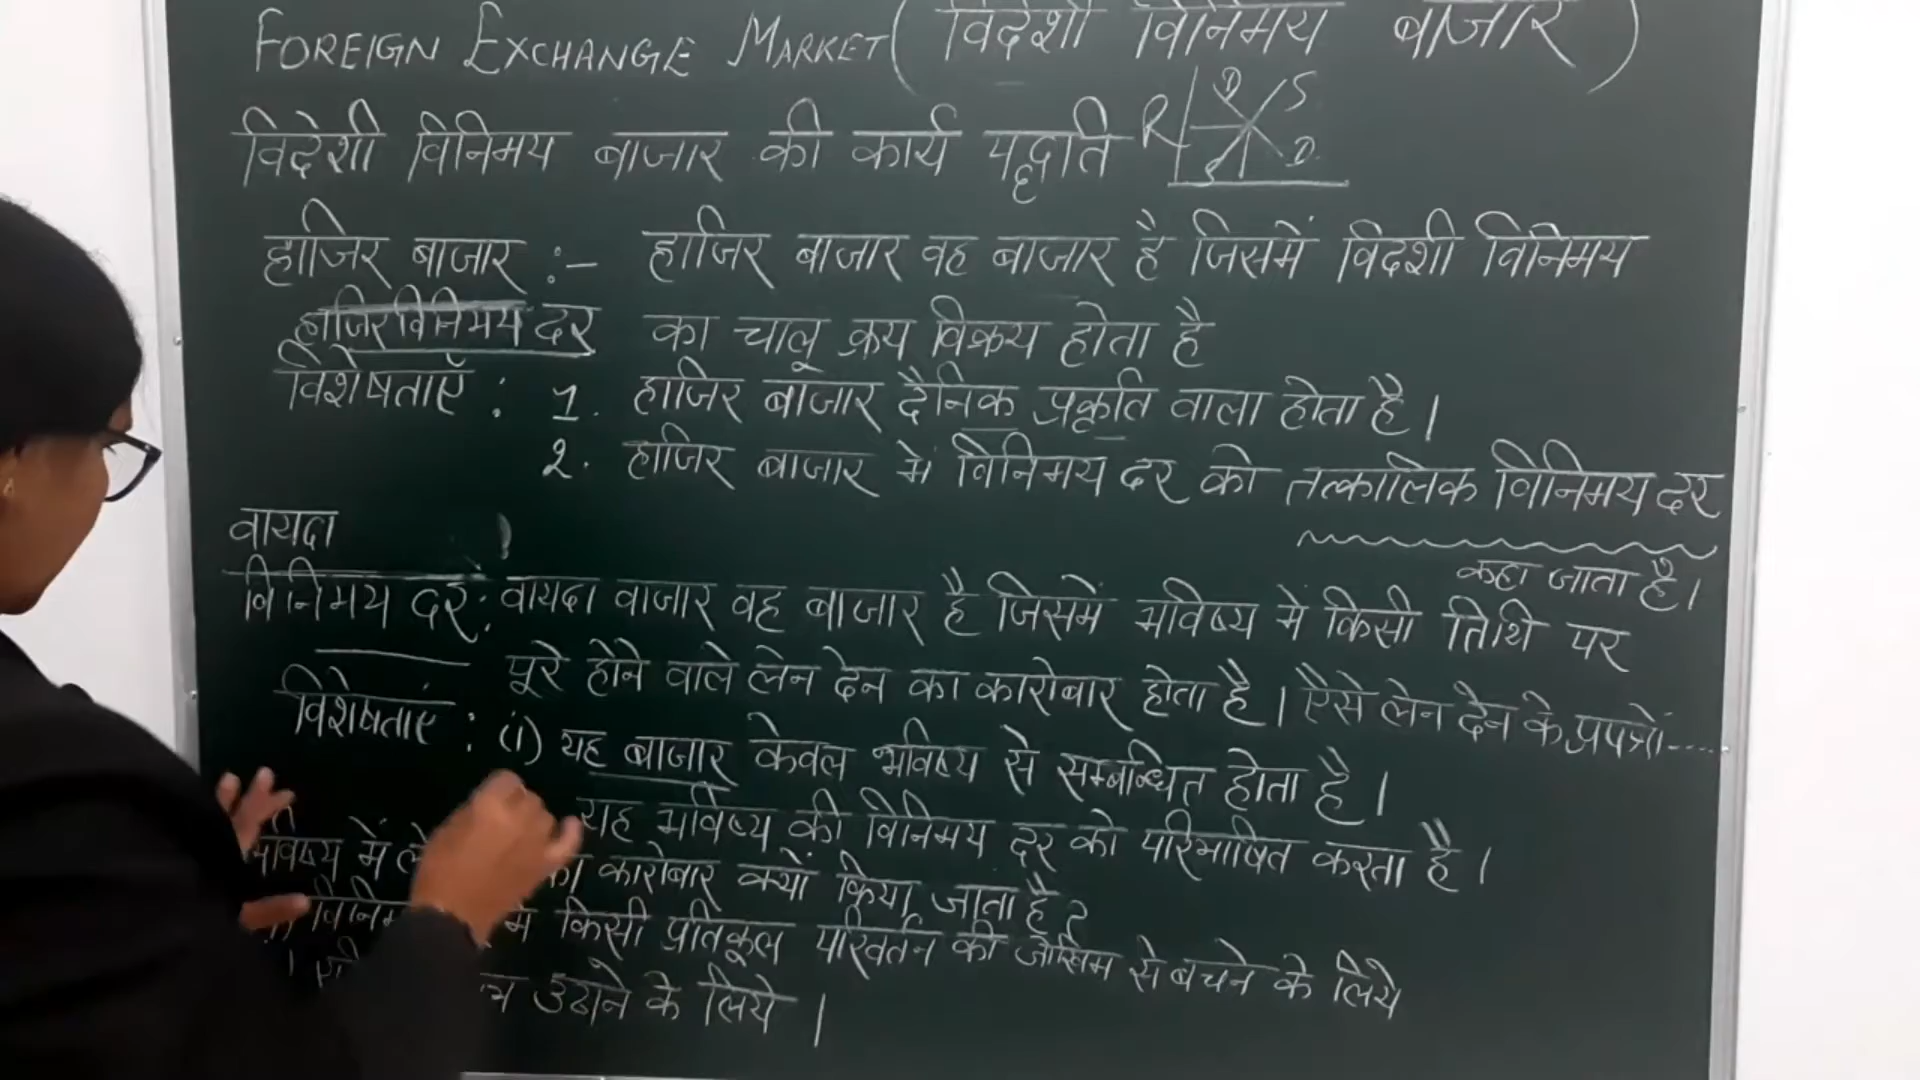 FOREIGN EXCHANGE MARKET ( विदेशी विनिमय बाजार )
विदेशी विनिमय बाजार की कार्य पद्धति R D S D
हाजिर बाजार :- हाजिर बाजार वह बाजार है जिसमें विदशी विनिमय
हाजिर विनिमय दर का चालू क्रय विक्रय होता है
विशेषताएँ : 1. हाजिर बाजार दैनिक प्रकृति वाला होता है।
2. हाजिर बाजार में विनिमय दर को तत्कालिक विनिमय दर
कहा जाता है।
वायदा
विनिमय दर: वायदा बाजार वह बाजार है जिसमें भविष्य में किसी तिथि पर
पूरे होने वाले लेन देन का कारोबार होता है। ऐसे लेन देन के प्रपत्रों....
विशेषताएं : (i) यह बाजार केवल भविष्य से सम्बन्धित होता है।
यह भविष्य की विनिमय दर को परिभाषित करता है।
भविष्य में का कारोबार क्यों किया जाता है?
में किसी प्रतिकूल परिवर्तन की जोखिम से बचने के लिये
उठाने के लिये।